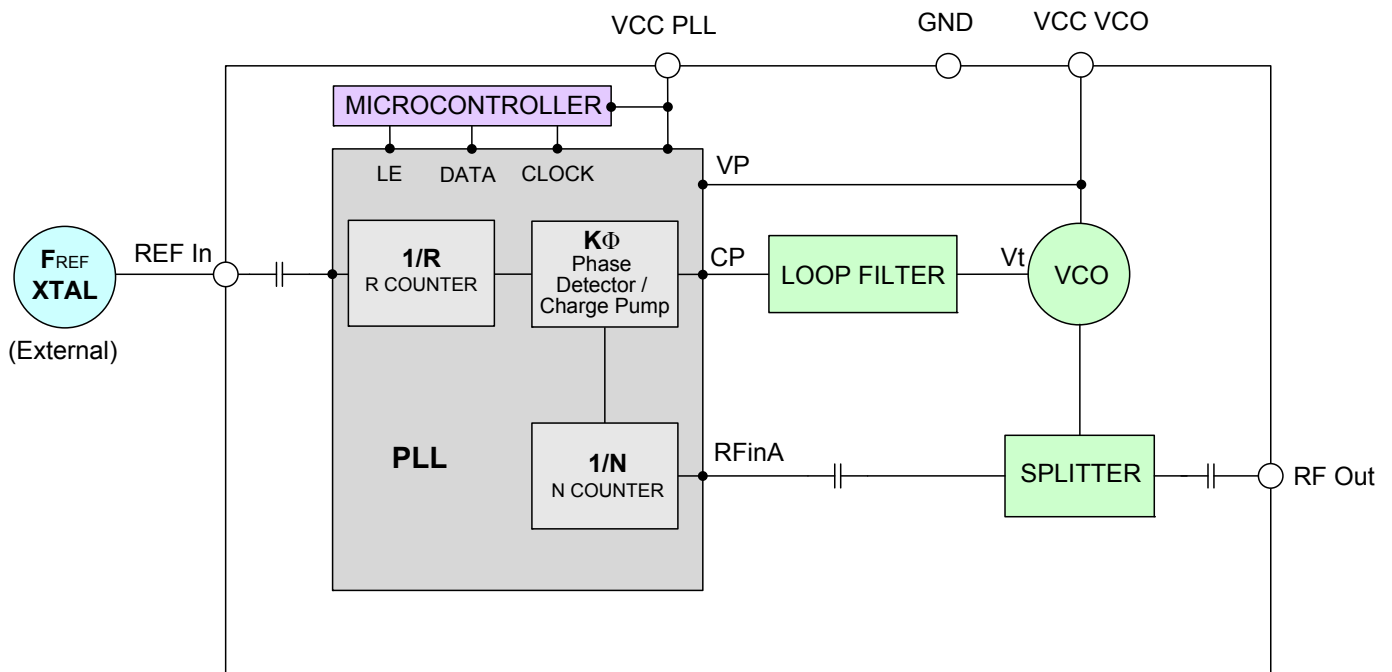 VCC PLL
GND
VCC VCO
MICROCONTROLLER
LE
DATA
CLOCK
VP
FREF
XTAL
(External)
REF In
1/R
R COUNTER
KΦ
Phase
Detector /
Charge Pump
CP
LOOP FILTER
Vt
VCO
PLL
1/N
N COUNTER
RFinA
SPLITTER
RF Out